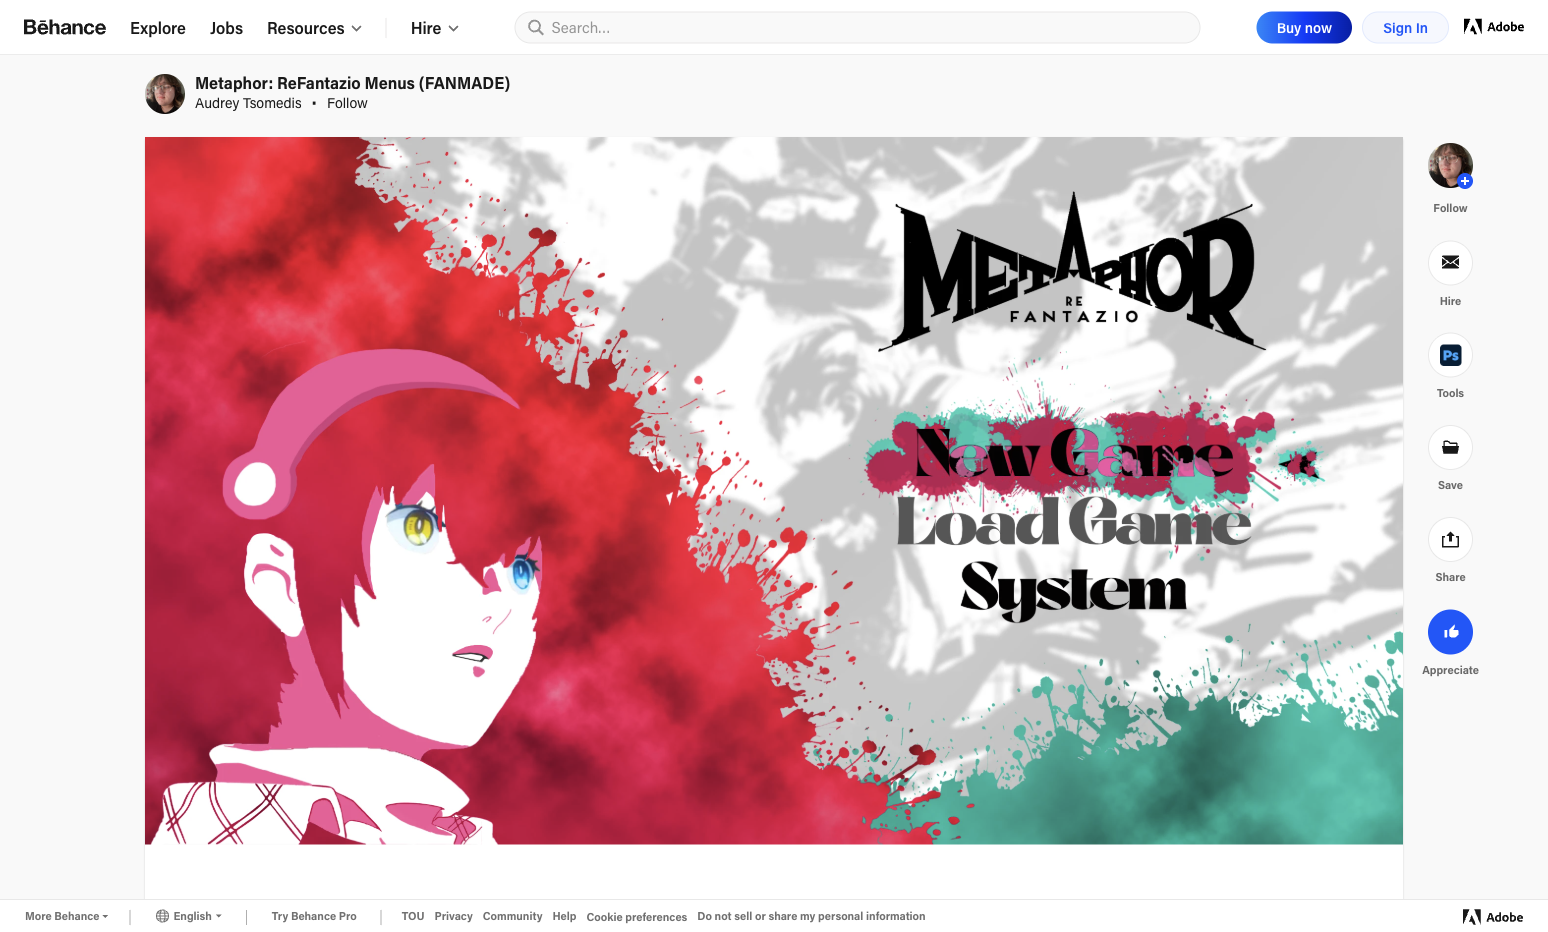 Bēhance
Explore
Jobs
Resources
Hire
Search...
Buy now
Sign In
Adobe
Metaphor: ReFantazio Menus (FANMADE)
Audrey Tsomedis • Follow
METAPHOR
RE
FANTAZIO
New Game
Load Game
System
Follow
Hire
Ps
Tools
Save
Share
Appreciate
More Behance
English
Try Behance Pro
TOU
Privacy
Community
Help
Cookie preferences
Do not sell or share my personal information
Adobe